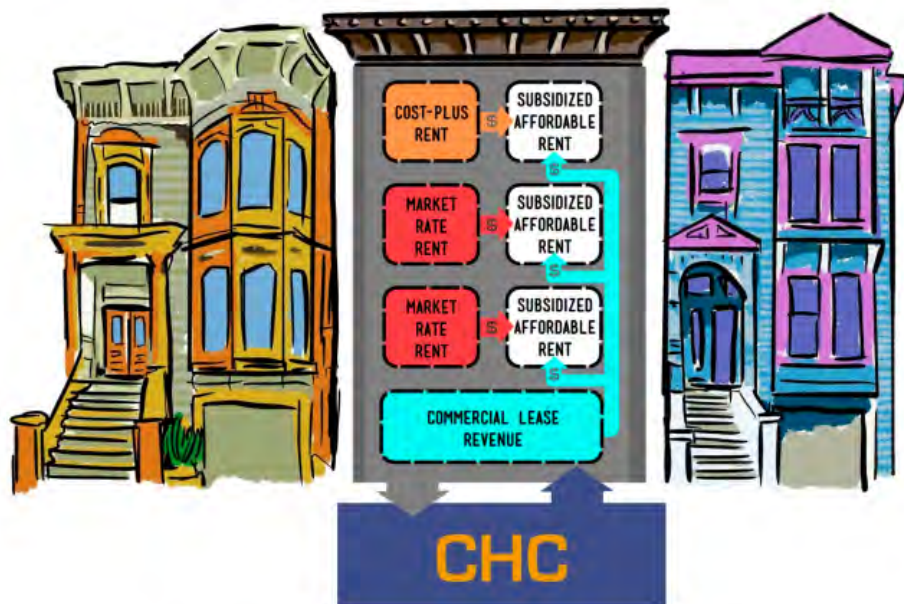 COST-PLUS
RENT
$
SUBSIDIZED
AFFORDABLE
RENT
$
MARKET
RATE
RENT
$
SUBSIDIZED
AFFORDABLE
RENT
$
MARKET
RATE
RENT
$
SUBSIDIZED
AFFORDABLE
RENT
$
COMMERCIAL LEASE
REVENUE
CHC